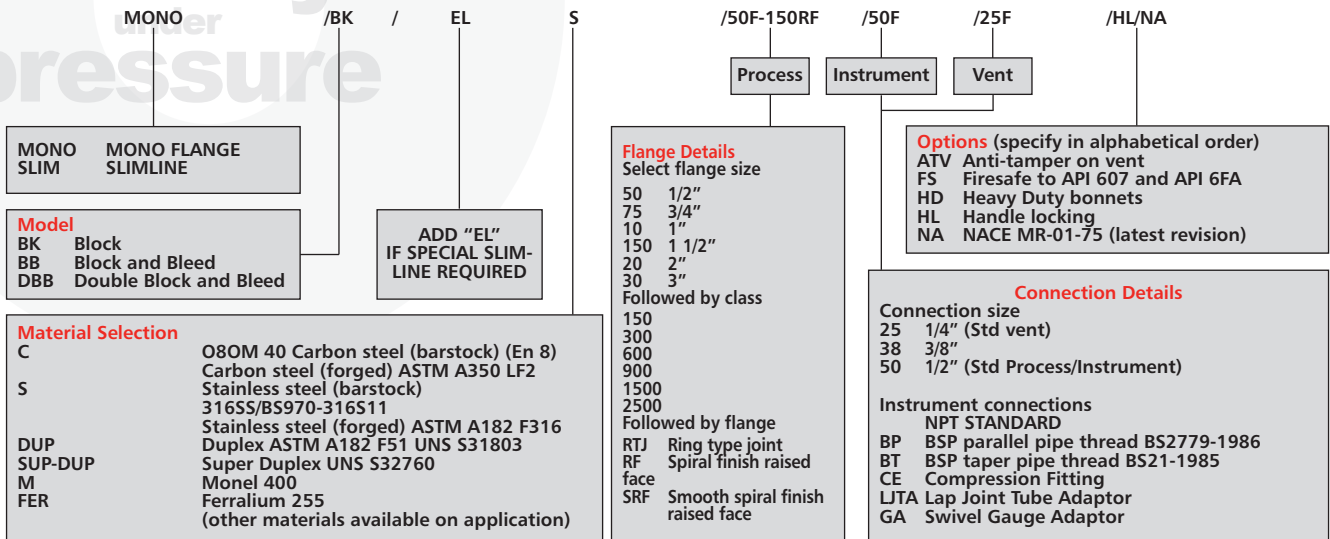 MONO /BK / EL S /50F-150RF /50F /25F /HL/NA
under
pressure
Process
Instrument
Vent
MONO MONO FLANGE
SLIM SLIMLINE
Model
BK Block
BB Block and Bleed
DBB Double Block and Bleed
ADD “EL”
IF SPECIAL SLIM-
LINE REQUIRED
Material Selection
C O8OM 40 Carbon steel (barstock) (En 8)
Carbon steel (forged) ASTM A350 LF2
S Stainless steel (barstock)
316SS/BS970-316S11
Stainless steel (forged) ASTM A182 F316
DUP Duplex ASTM A182 F51 UNS S31803
SUP-DUP Super Duplex UNS S32760
M Monel 400
FER Ferralium 255
(other materials available on application)
Flange Details
Select flange size
50 1/2”
75 3/4”
10 1”
150 1 1/2”
20 2”
30 3”
Followed by class
150
300
600
900
1500
2500
Followed by flange
RTJ Ring type joint
RF Spiral finish raised
face
SRF Smooth spiral finish
raised face
Options (specify in alphabetical order)
ATV Anti-tamper on vent
FS Firesafe to API 607 and API 6FA
HD Heavy Duty bonnets
HL Handle locking
NA NACE MR-01-75 (latest revision)
Connection Details
Connection size
25 1/4” (Std vent)
38 3/8”
50 1/2” (Std Process/Instrument)
Instrument connections
NPT STANDARD
BP BSP parallel pipe thread BS2779-1986
BT BSP taper pipe thread BS21-1985
CE Compression Fitting
LJTA Lap Joint Tube Adaptor
GA Swivel Gauge Adaptor